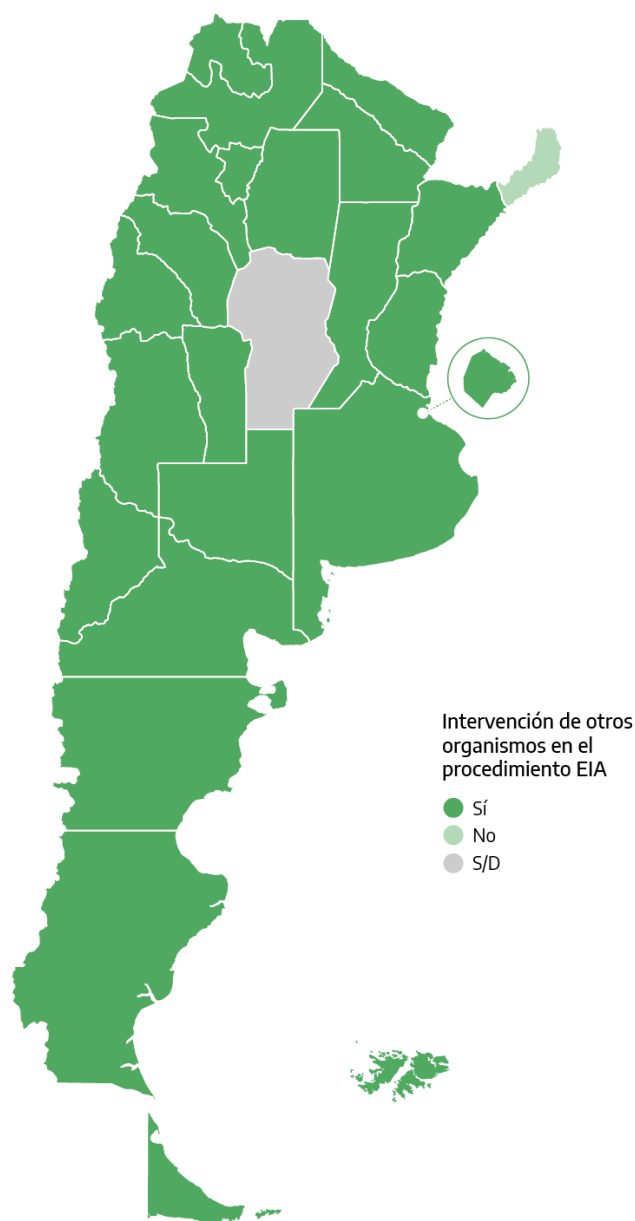 Intervención de otros
organismos en el
procedimiento EIA
Sí
No
S/D